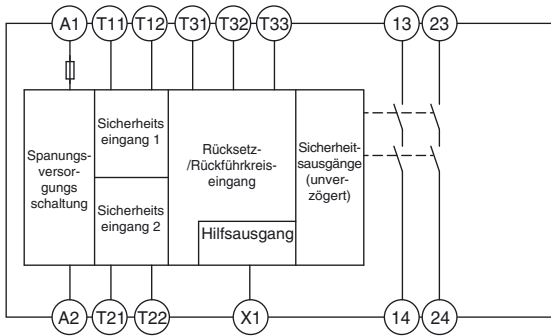 A1 T11 T12 T31 T32 T33 13 23
Spanungs-
versor-
gungs
schaltung
Sicherheits
eingang 1
Sicherheits
eingang 2
Rücksetz-
/Rückführkreis-
eingang
Hilfsausgang
Sicherheit-
sausgänge
(unver-
zögert)
A2 T21 T22 X1 14 24